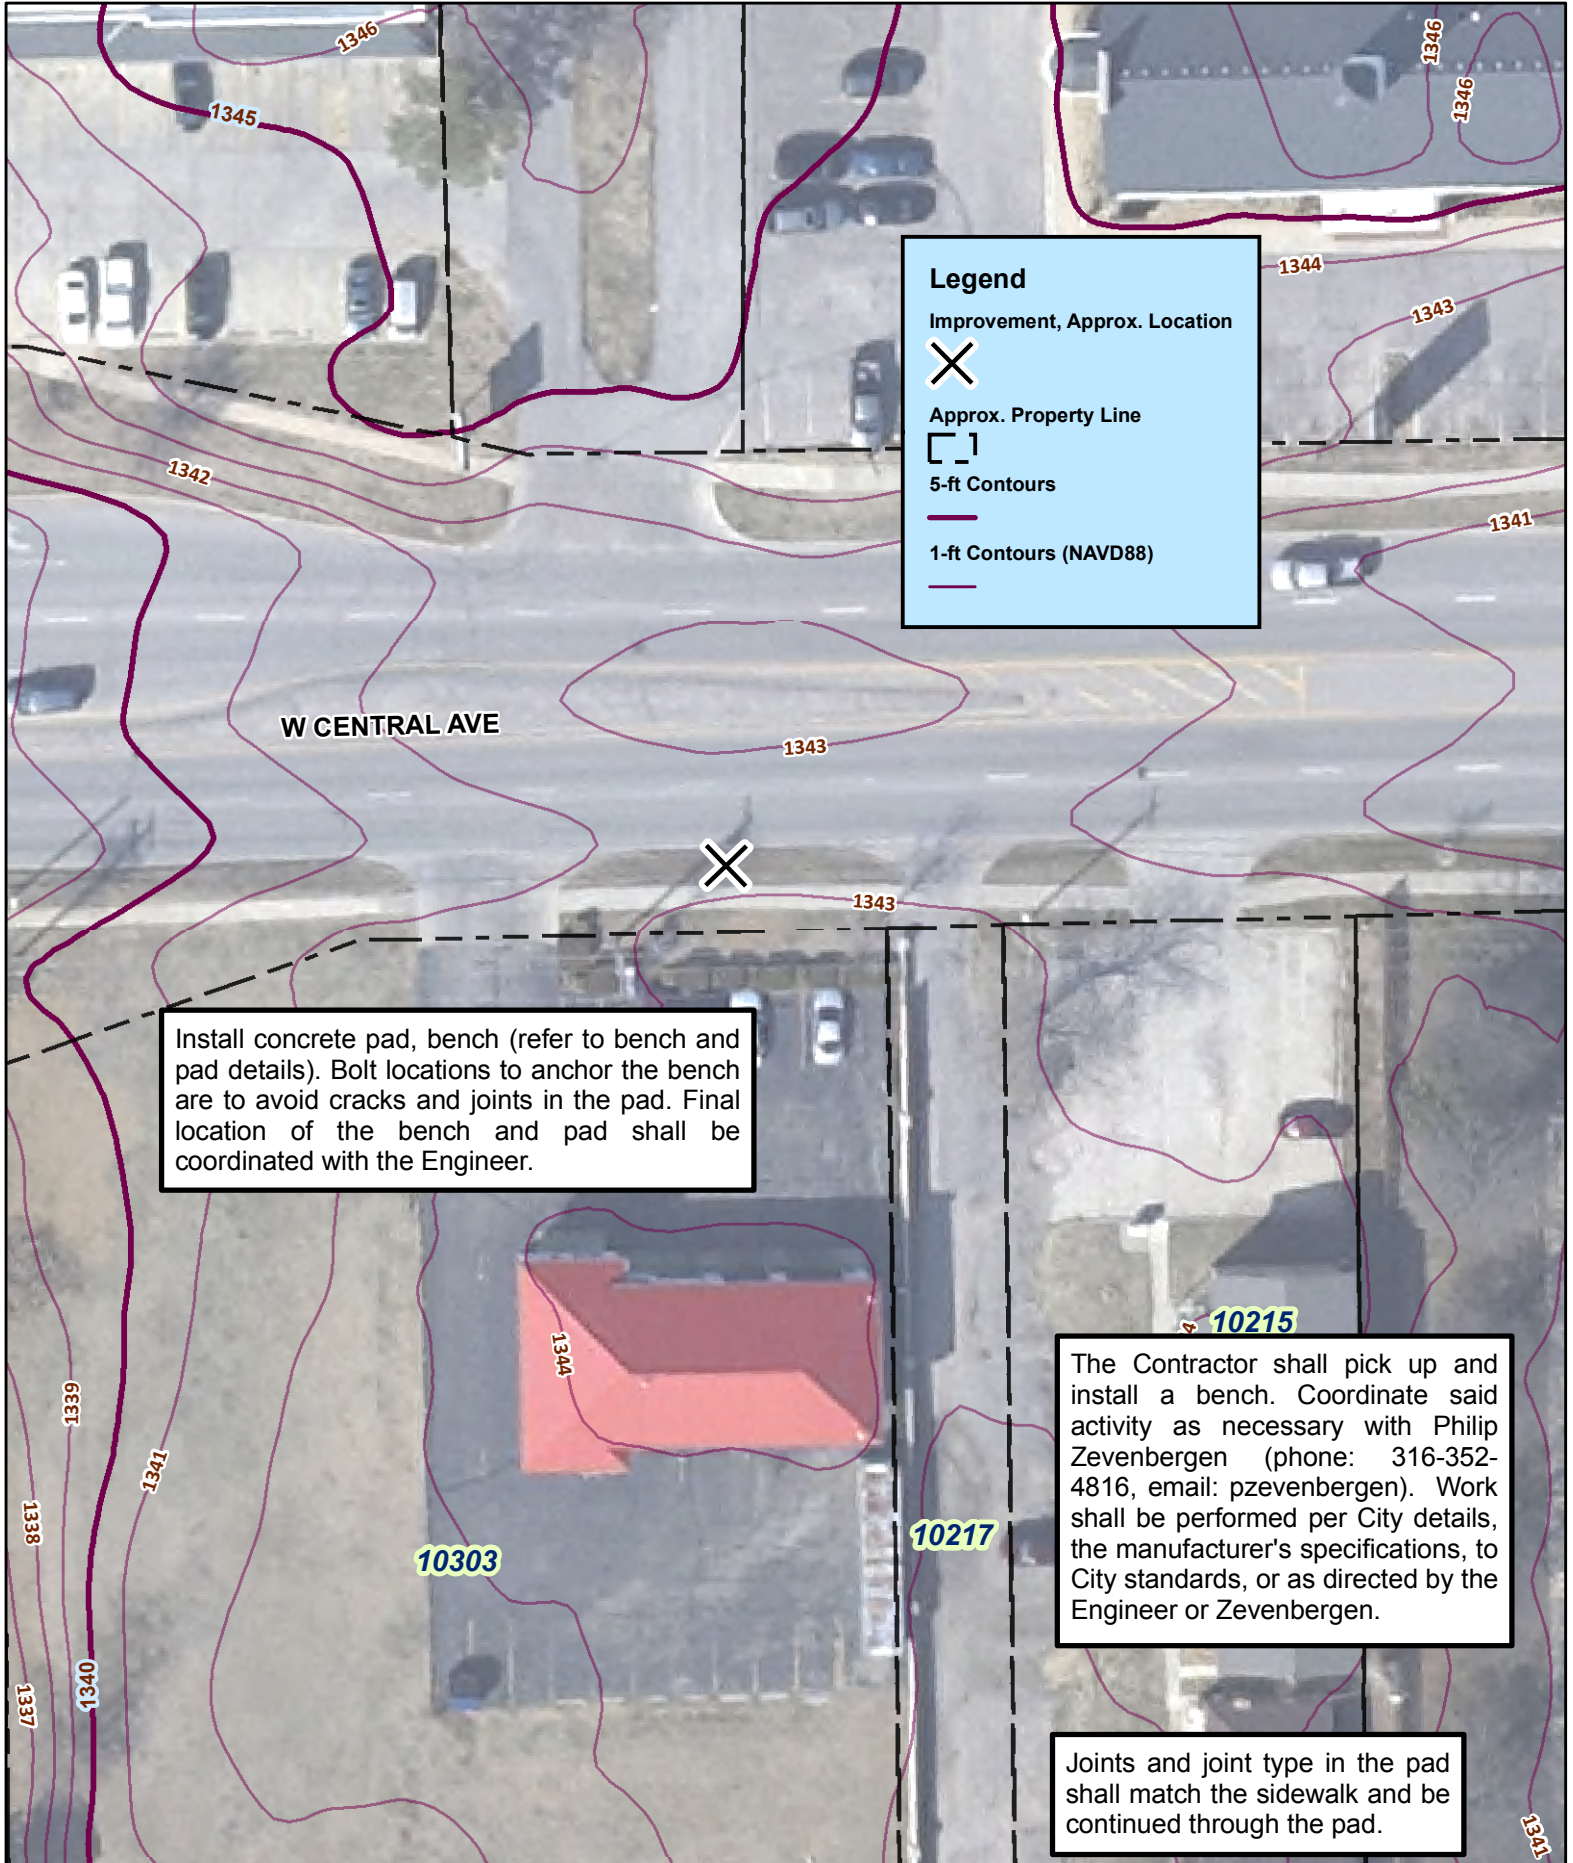 1346
1346
1346
1345
Legend
Improvement, Approx. Location
Approx. Property Line
5-ft Contours
1-ft Contours (NAVD88)
1344
1343
1342
1341
W CENTRAL AVE
1343
1343
Install concrete pad, bench (refer to bench and
pad details). Bolt locations to anchor the bench
are to avoid cracks and joints in the pad. Final
location of the bench and pad shall be
coordinated with the Engineer.
4
10215
1344
The Contractor shall pick up and
install a bench. Coordinate said
activity as necessary with Philip
Zevenbergen (phone: 316-352-
4816, email: pzevenbergen). Work
shall be performed per City details,
the manufacturer's specifications, to
City standards, or as directed by the
Engineer or Zevenbergen.
1339
1341
1338
10303
10217
1340
1337
Joints and joint type in the pad
shall match the sidewalk and be
continued through the pad.
1341